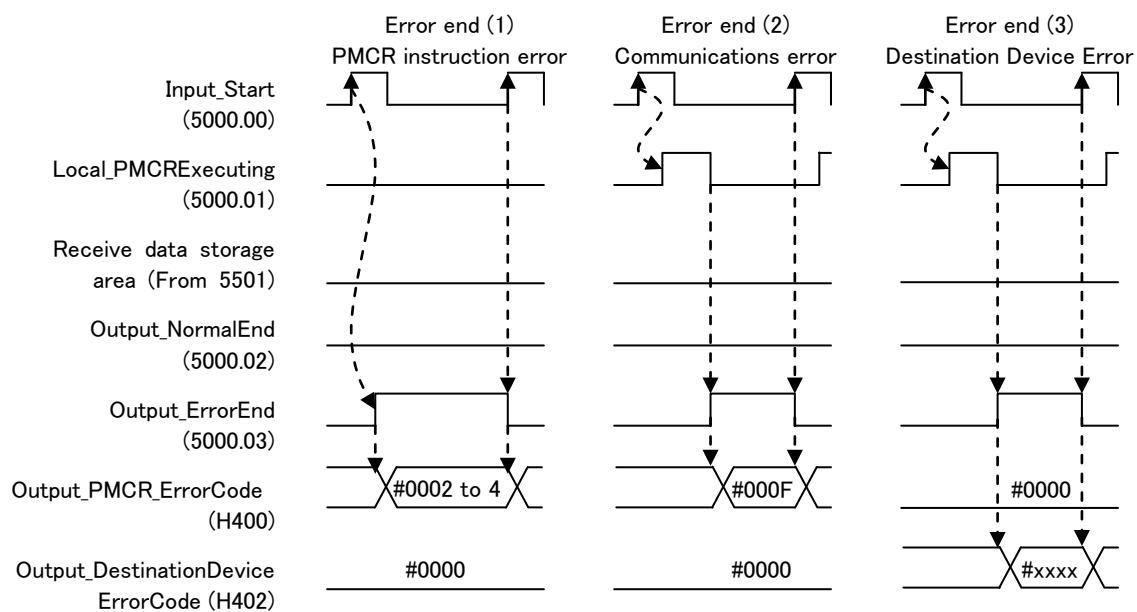 Error end (1)
PMCR instruction error
Error end (2)
Communications error
Error end (3)
Destination Device Error
Input_Start
(5000.00)
Local_PMCRExecuting
(5000.01)
Receive data storage
area (From 5501)
Output_NormalEnd
(5000.02)
Output_ErrorEnd
(5000.03)
Output_PMCR_ErrorCode
(H400)
#0002 to 4
#000F
#0000
Output_DestinationDevice
ErrorCode (H402)
#0000
#0000
#xxxx